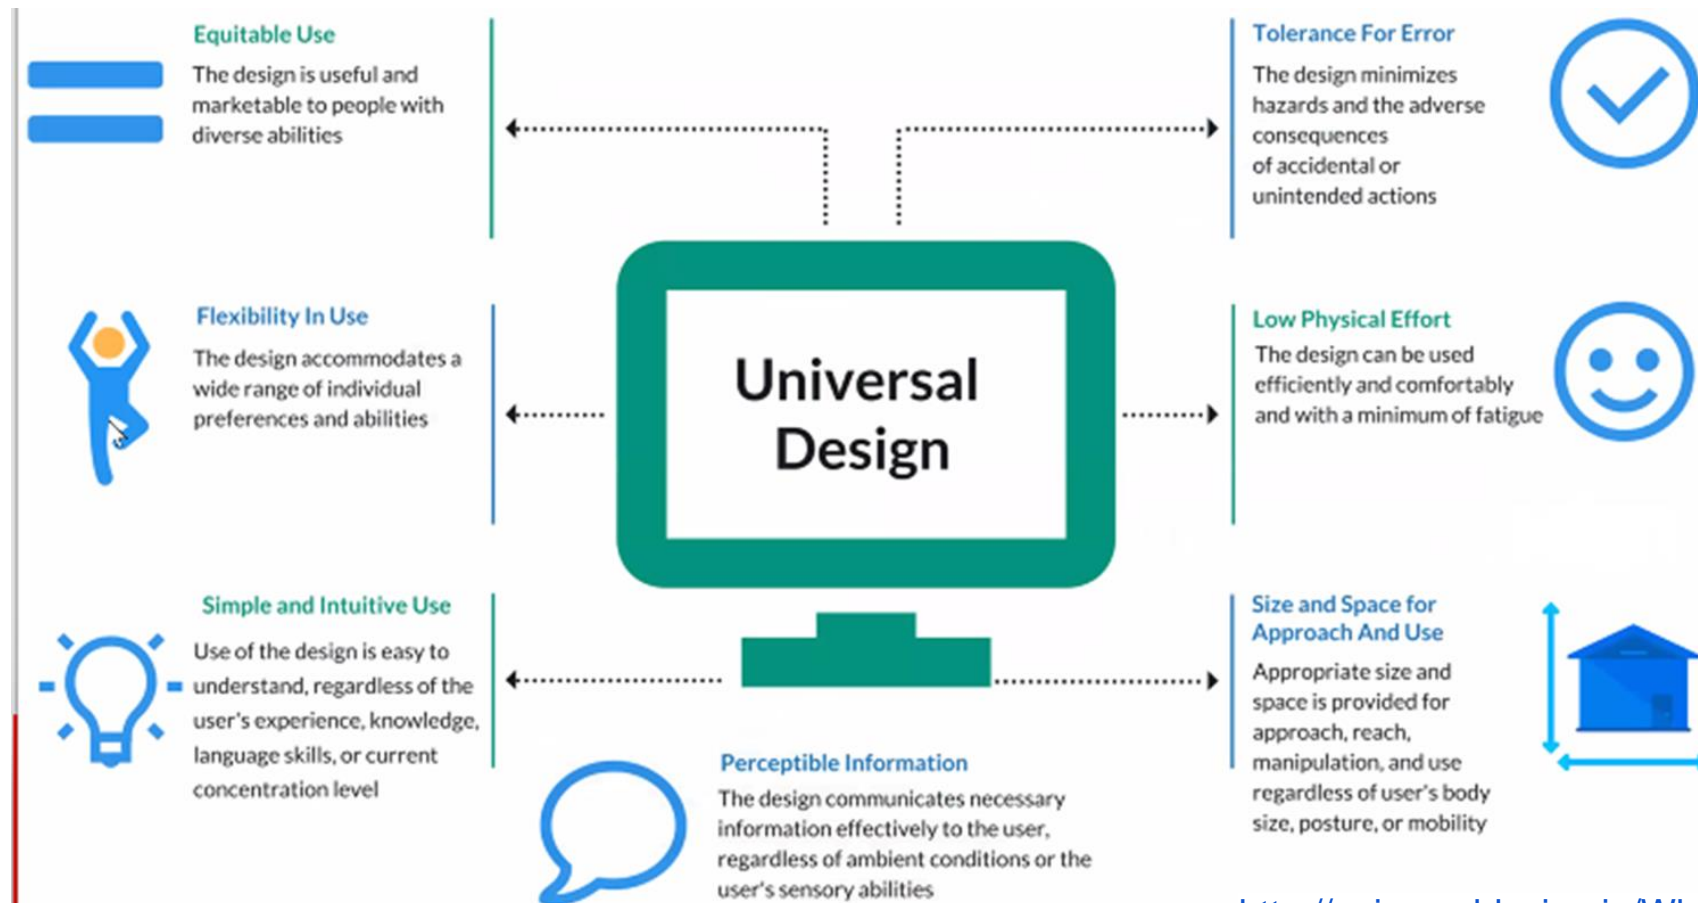 Equitable Use
The design is useful and
marketable to people with
diverse abilities
Flexibility In Use
The design accommodates a
wide range of individual
preferences and abilities
Simple and Intuitive Use
Use of the design is easy to
understand, regardless of the
user's experience, knowledge,
language skills, or current
concentration level
Universal
Design
Perceptible Information
The design communicates necessary
information effectively to the user,
regardless of ambient conditions or the
user's sensory abilities
Tolerance For Error
The design minimizes
hazards and the adverse
consequences
of accidental or
unintended actions
Low Physical Effort
The design can be used
efficiently and comfortably
and with a minimum of fatigue
Size and Space for
Approach And Use
Appropriate size and
space is provided for
approach, reach,
manipulation, and use
regardless of user's body
size, posture, or mobility